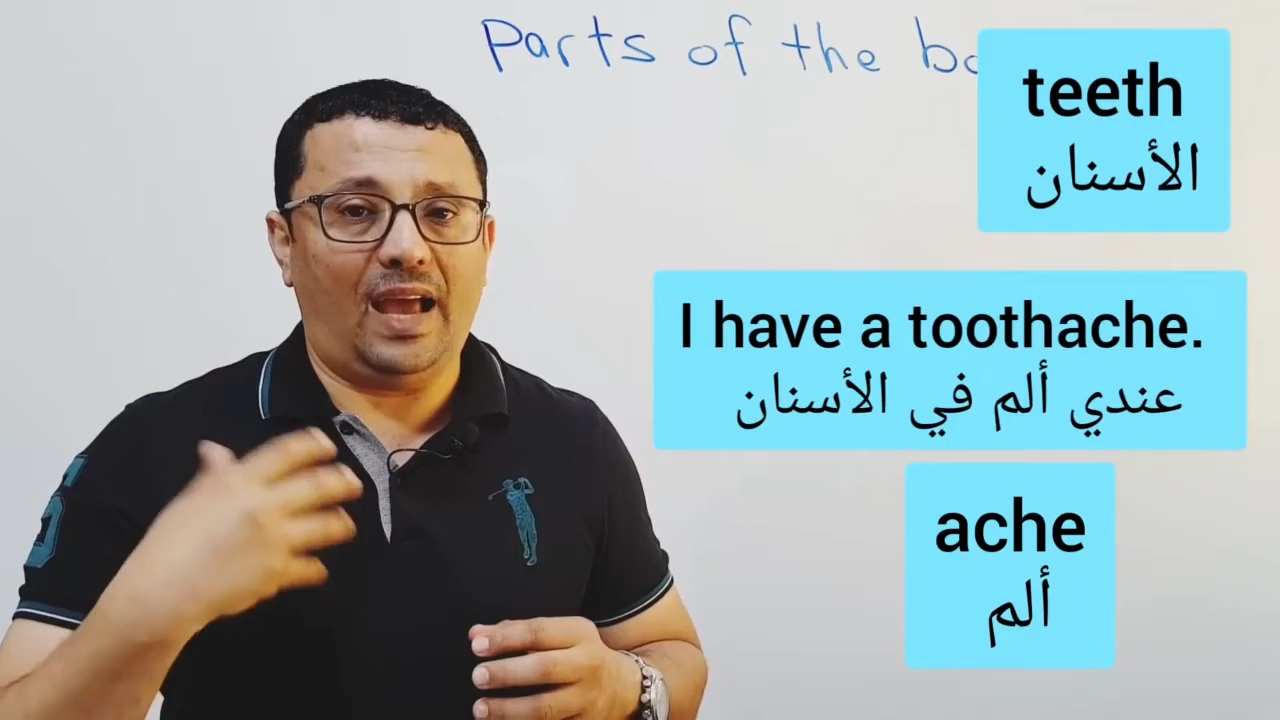 Parts of the
teeth
الأسنان
I have a toothache.
عندي ألم في الأسنان
ache
ألم